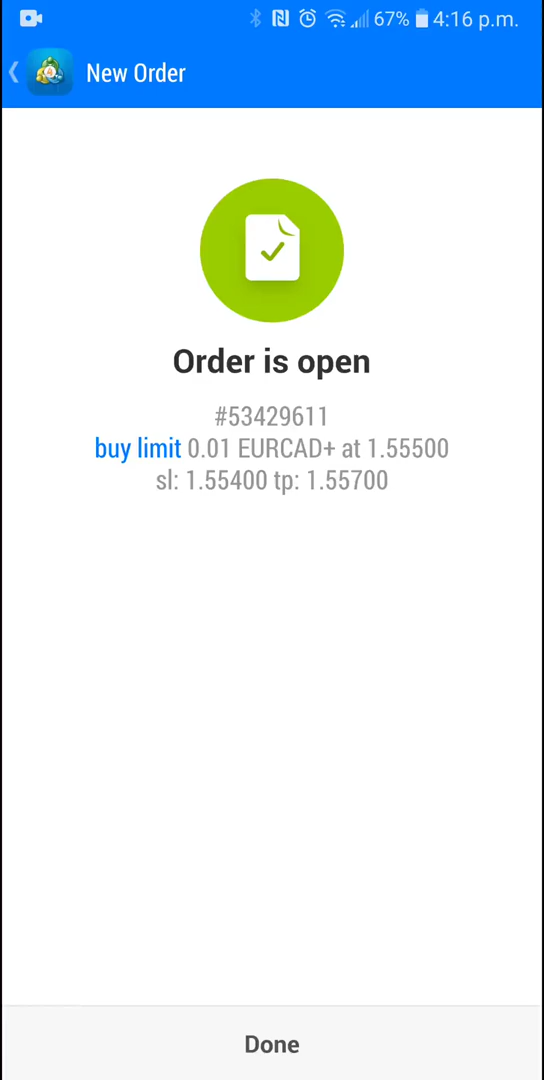 67% 4:16 p.m.
New Order
Order is open
#53429611
buy limit 0.01 EURCAD+ at 1.55500
sl: 1.55400 tp: 1.55700
Done